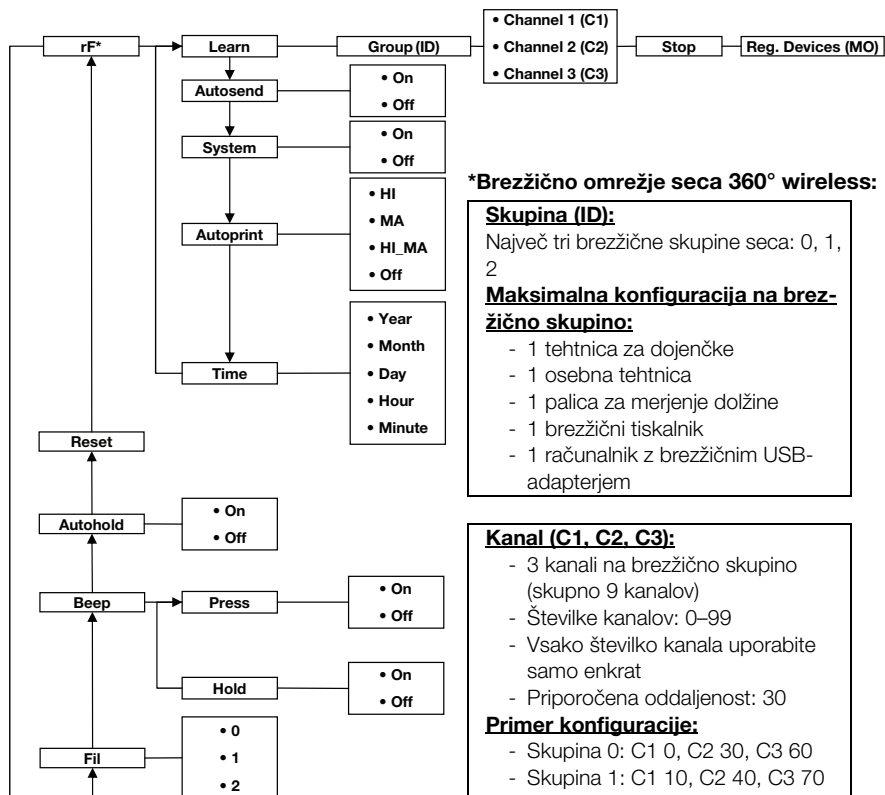 rF*
Learn
Group (ID)
• Channel 1 (C1)
• Channel 2 (C2)
• Channel 3 (C3)
Stop
Reg. Devices (MO)
Autosend
• On
• Off
System
• On
• Off
Autoprint
• HI
• MA
• HI_MA
• Off
Time
• Year
• Month
• Day
• Hour
• Minute
Reset
Autohold
• On
• Off
Beep
Press
• On
• Off
Hold
• On
• Off
Fil
• 0
• 1
• 2
*Brezžično omrežje seca 360° wireless:
Skupina (ID):
Največ tri brezžične skupine seca: 0, 1,
2
Maksimalna konfiguracija na brez-
žično skupino:
- 1 tehtnica za dojenčke
- 1 osebna tehtnica
- 1 palica za merjenje dolžine
- 1 brezžični tiskalnik
- 1 računalnik z brezžičnim USB-
adapterjem
Kanal (C1, C2, C3):
- 3 kanali na brezžično skupino
(skupno 9 kanalov)
- Številke kanalov: 0–99
- Vsako številko kanala uporabite
samo enkrat
- Priporočena oddaljenost: 30
Primer konfiguracije:
- Skupina 0: C1 0, C2 30, C3 60
- Skupina 1: C1 10, C2 40, C3 70